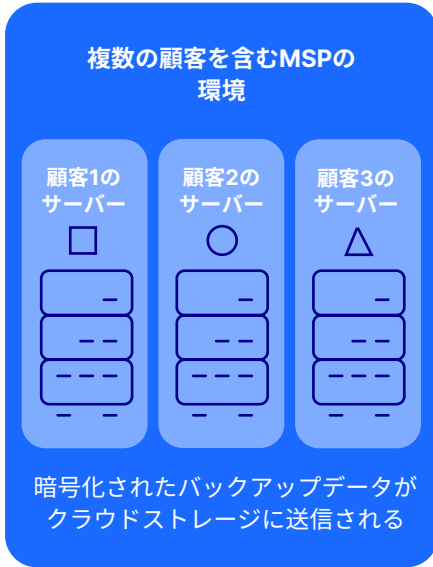 複数の顧客を含むMSPの
環境
顧客1の
サーバー
顧客2の
サーバー
顧客3の
サーバー
暗号化されたバックアップデータが
クラウドストレージに送信される